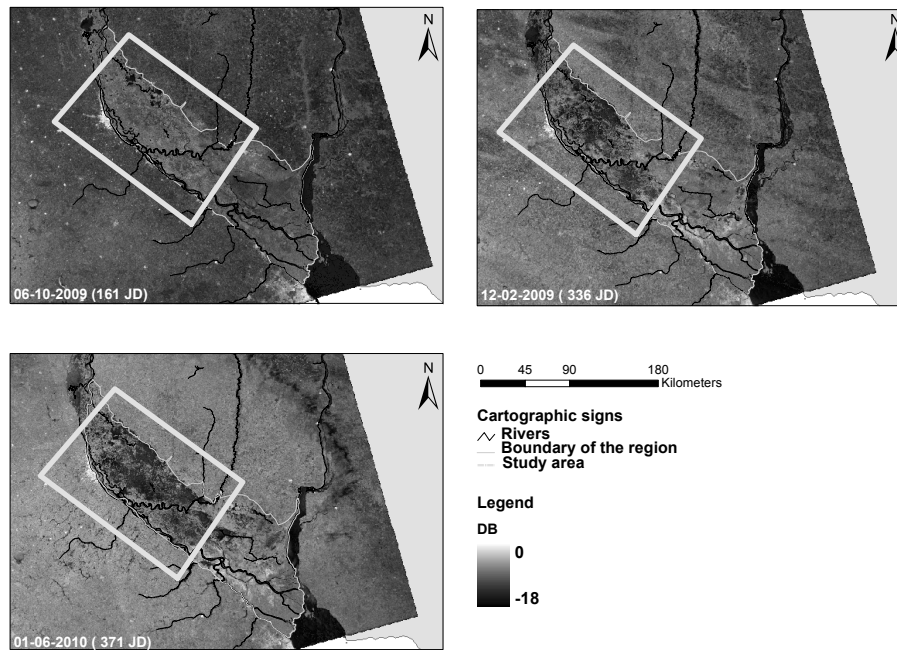 N
06-10-2009 (161 JD)
N
12-02-2009 ( 336 JD)
N
01-06-2010 ( 371 JD)
0 45 90 180
Kilometers
Cartographic signs
Rivers
Boundary of the region
Study area
Legend
DB
0
-18